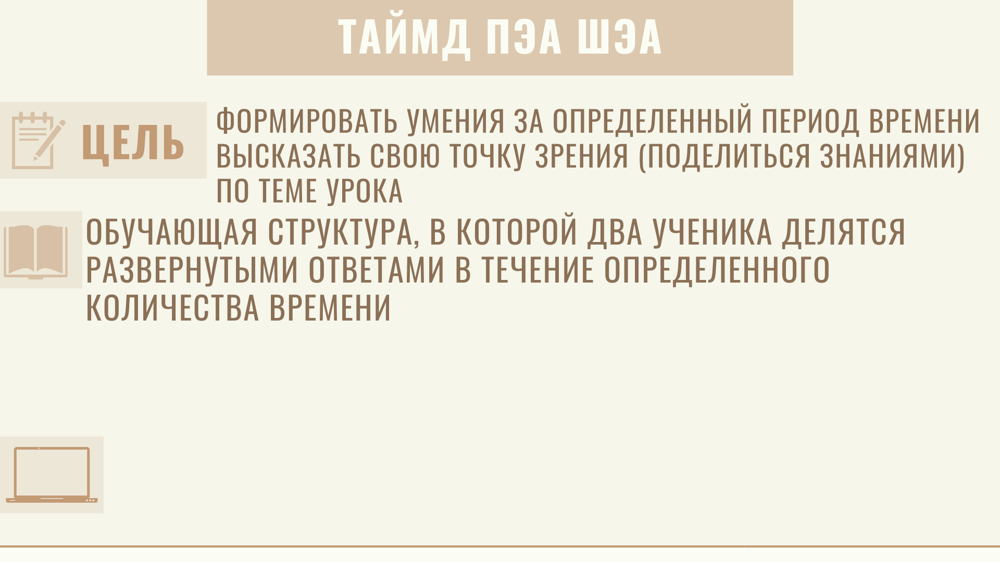 ТАЙМД ПЭА ШЭА
ЦЕЛЬ
ФОРМИРОВАТЬ УМЕНИЯ ЗА ОПРЕДЕЛЕННЫЙ ПЕРИОД ВРЕМЕНИ
ВЫСКАЗАТЬ СВОЮ ТОЧКУ ЗРЕНИЯ (ПОДЕЛИТЬСЯ ЗНАНИЯМИ)
ПО ТЕМЕ УРОКА
ОБУЧАЮЩАЯ СТРУКТУРА, В КОТОРОЙ ДВА УЧЕНИКА ДЕЛЯТСЯ
РАЗВЕРНУТЫМИ ОТВЕТАМИ В ТЕЧЕНИЕ ОПРЕДЕЛЕННОГО
КОЛИЧЕСТВА ВРЕМЕНИ